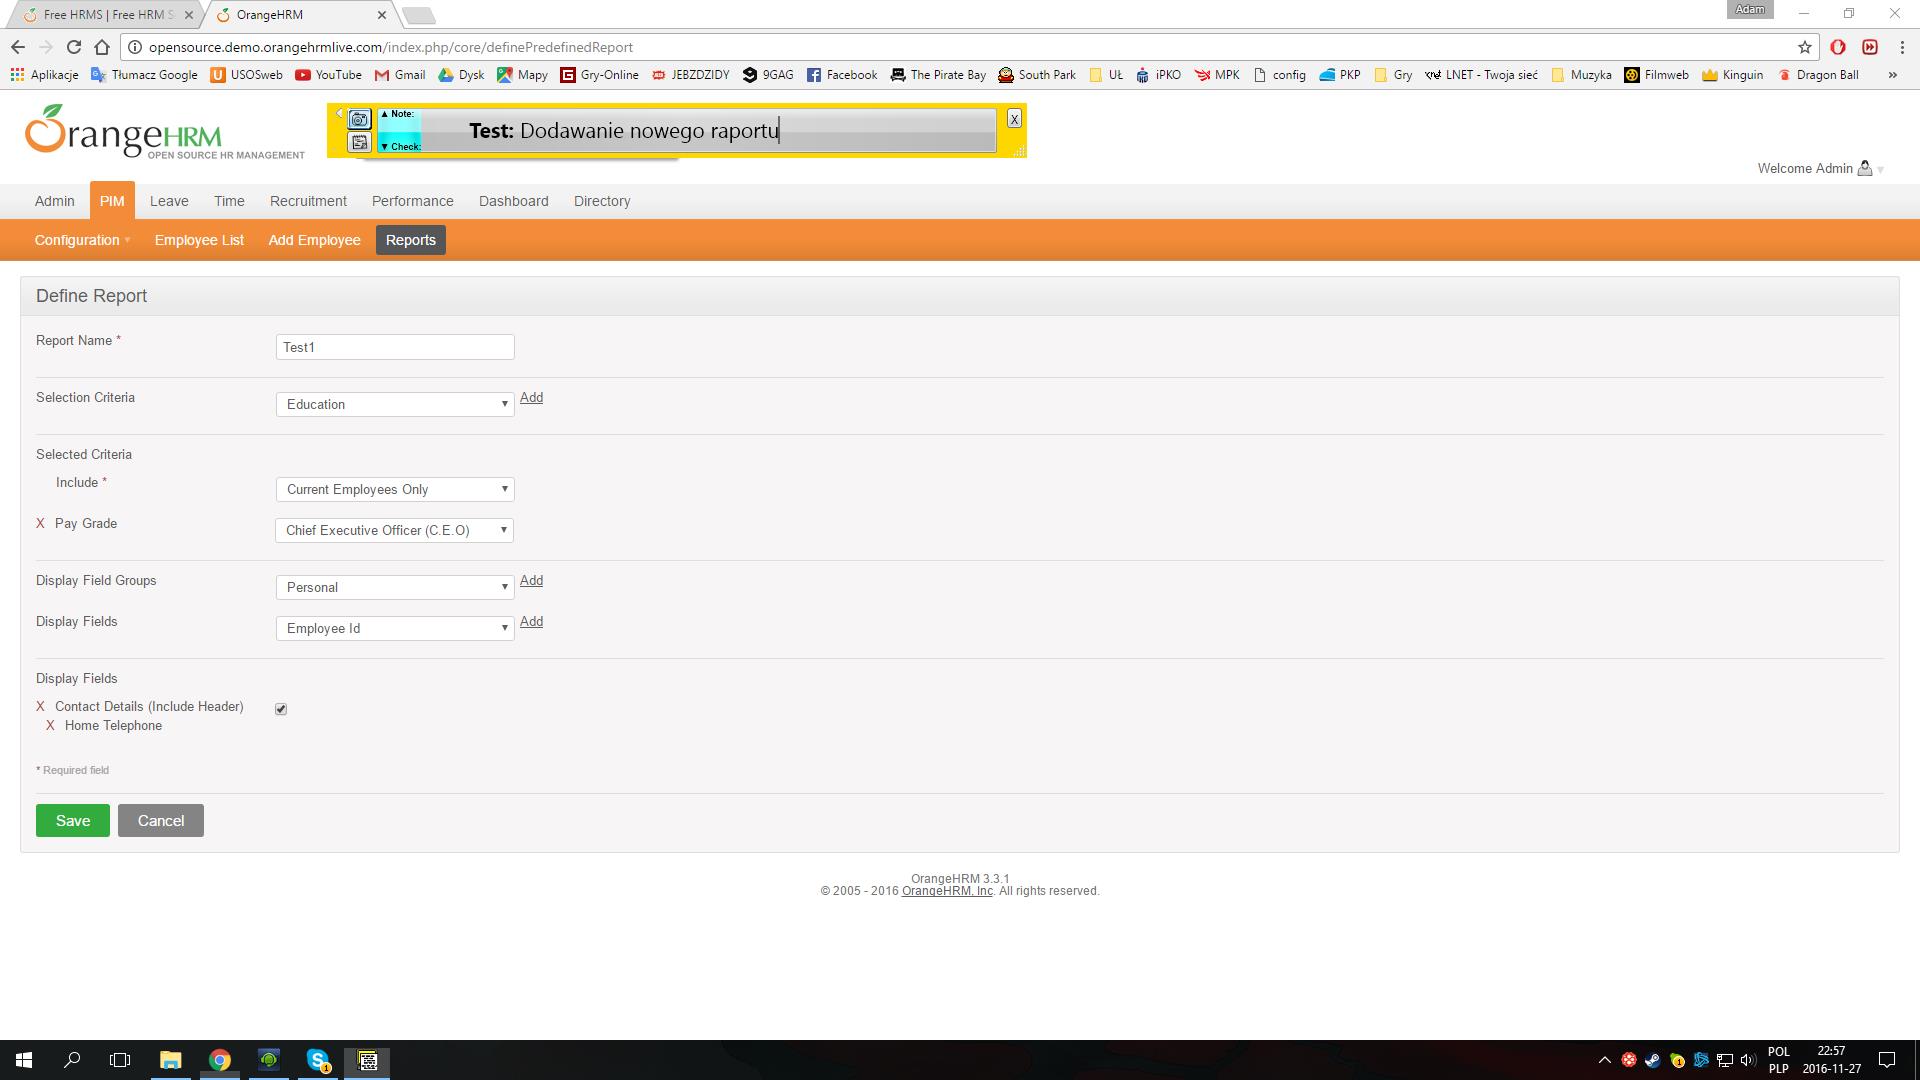 Free HRMS | Free HRM S
OrangeHRM
Adam
opensource.demo.orangehrmlive.com/index.php/core/definePredefinedReport
Aplikacje Tłumacz Google USOSweb YouTube Gmail Dysk Mapy Gry-Online JEBZDZIDY 9GAG Facebook The Pirate Bay South Park UŁ iPKO MPK config PKP Gry LNET - Twoja sieć Muzyka Filmweb Kinguin Dragon Ball »
OrangeHRM
OPEN SOURCE HR MANAGEMENT
▲ Note:
▼ Check:
Test: Dodawanie nowego raportu
X
Welcome Admin
Admin PIM Leave Time Recruitment Performance Dashboard Directory
Configuration Employee List Add Employee Reports
Define Report
Report Name * Test1
Selection Criteria Education Add
Selected Criteria
Include * Current Employees Only
X Pay Grade Chief Executive Officer (C.E.O)
Display Field Groups Personal Add
Display Fields Employee Id Add
Display Fields
X Contact Details (Include Header)
X Home Telephone
* Required field
Save Cancel
OrangeHRM 3.3.1
© 2005 - 2016 OrangeHRM, Inc. All rights reserved.
POL 22:57
PLP 2016-11-27